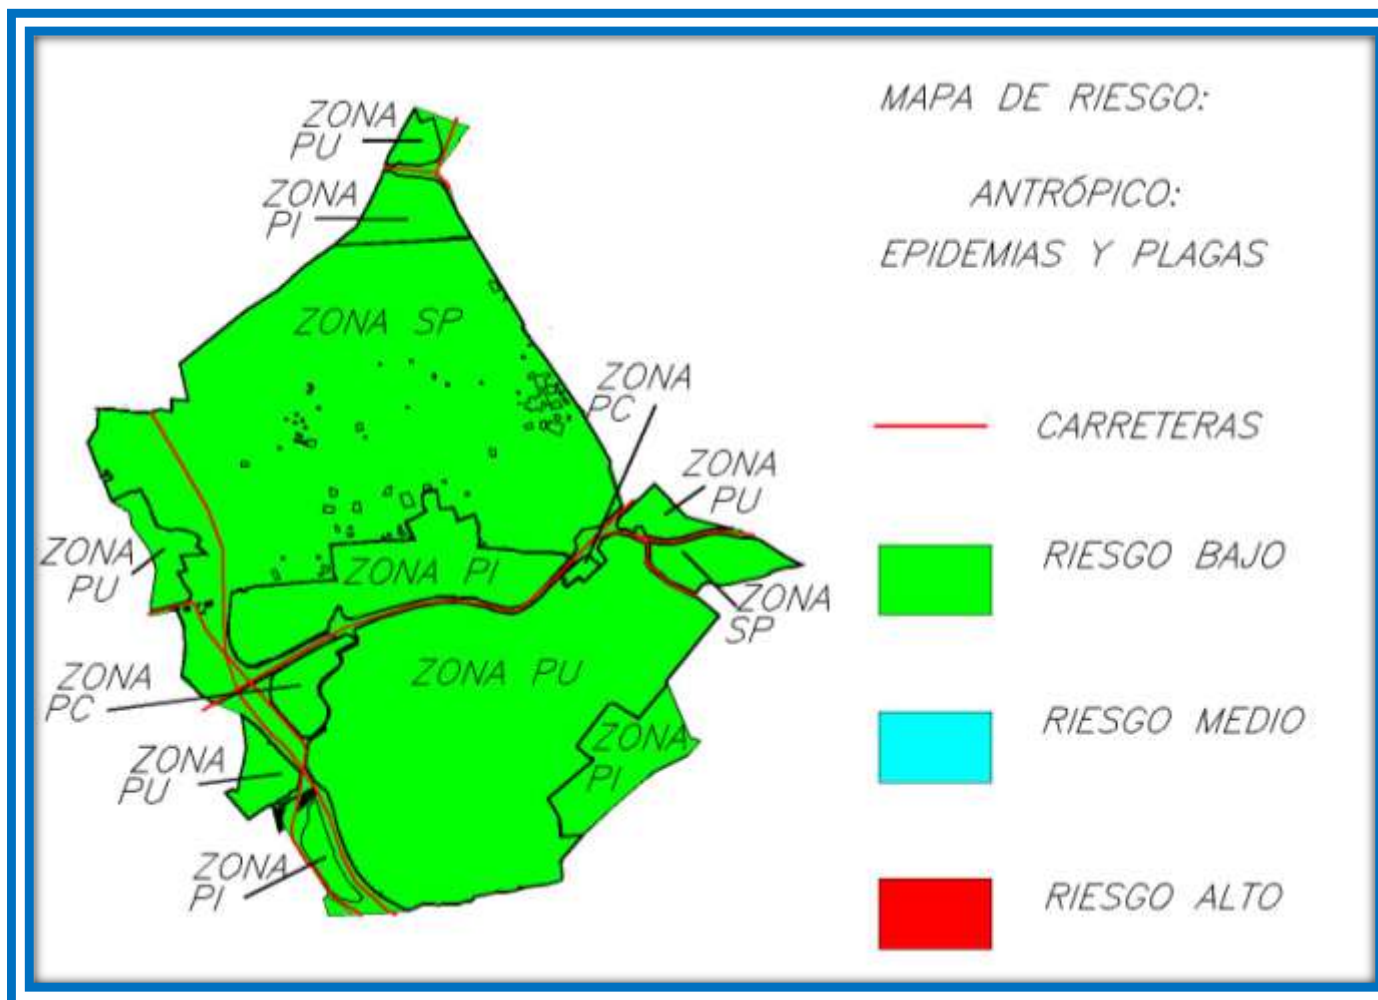 MAPA DE RIESGO:
ANTRÓPICO:
EPIDEMIAS Y PLAGAS
ZONA
PU
ZONA
PI
ZONA SP
ZONA
PC
ZONA
PU
ZONA
PU
ZONA PI
ZONA
SP
ZONA
PC
ZONA PU
ZONA
PU
ZONA
PI
ZONA
PI
CARRETERAS
RIESGO BAJO
RIESGO MEDIO
RIESGO ALTO